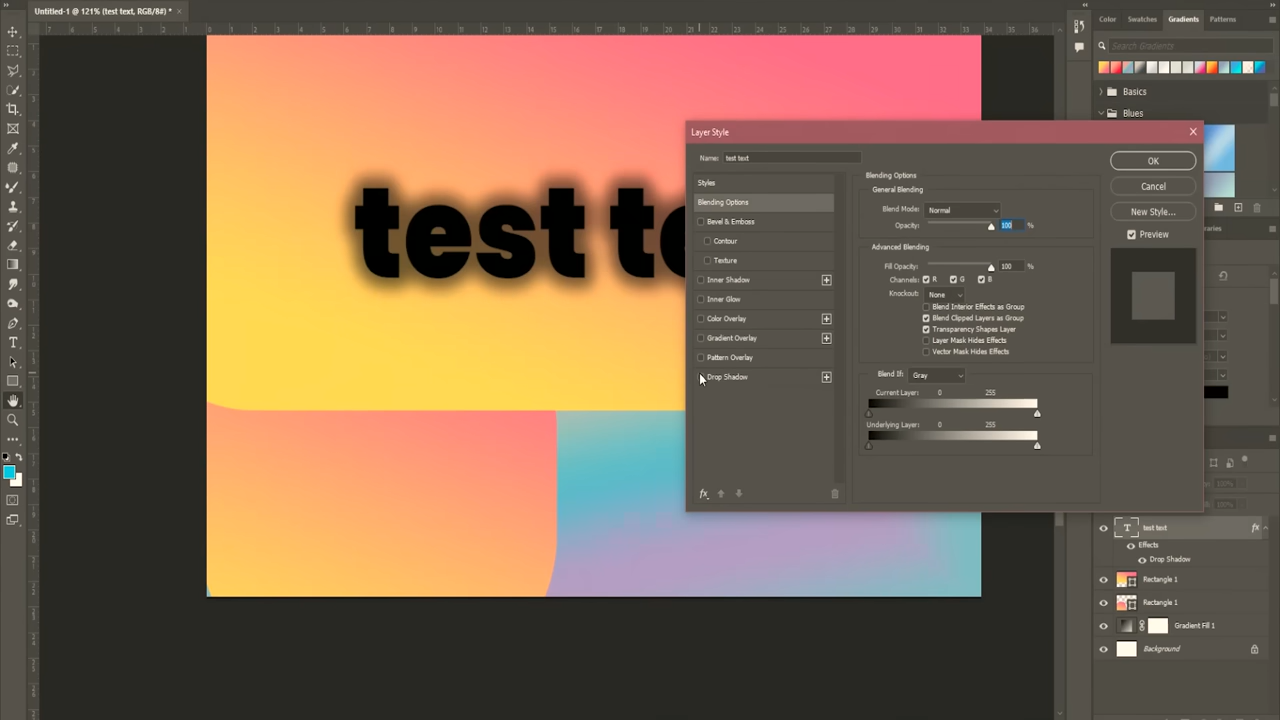 Untitled-1 @ 121% (test text, RGB/8#) *
Color Swatches Gradients Patterns
Search Gradients
Basics
Blues
test te
Layer Style
Name: test text
Styles
Blending Options
Bevel & Emboss
Contour
Texture
Inner Shadow
Inner Glow
Color Overlay
Gradient Overlay
Pattern Overlay
Drop Shadow
fx
Blending Options
General Blending
Blend Mode: Normal
Opacity: 100 %
Advanced Blending
Fill Opacity: 100 %
Channels: R G B
Knockout: None
Blend Interior Effects as Group
Blend Clipped Layers as Group
Transparency Shapes Layer
Layer Mask Hides Effects
Vector Mask Hides Effects
Blend If: Gray
Current Layer: 0 255
Underlying Layer: 0 255
OK
Cancel
New Style...
Preview
T test text fx
Effects
Drop Shadow
Rectangle 1
Rectangle 1
Gradient Fill 1
Background